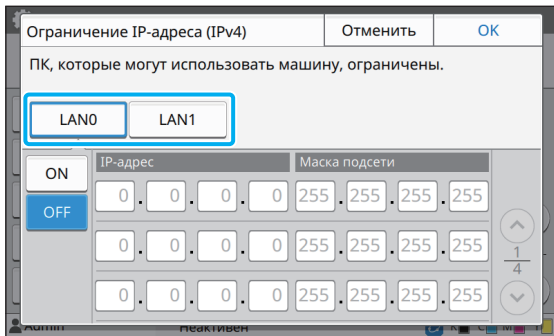 Ограничение IP-адреса (IPv4) Отменить OK
ПК, которые могут использовать машину, ограничены.
LAN0 LAN1
ON
OFF
IP-адрес Маска подсети
0 . 0 . 0 . 0 255 . 255 . 255 . 255
0 . 0 . 0 . 0 255 . 255 . 255 . 255
0 . 0 . 0 . 0 255 . 255 . 255 . 255
1
4
Admin Неактивен K C M Y